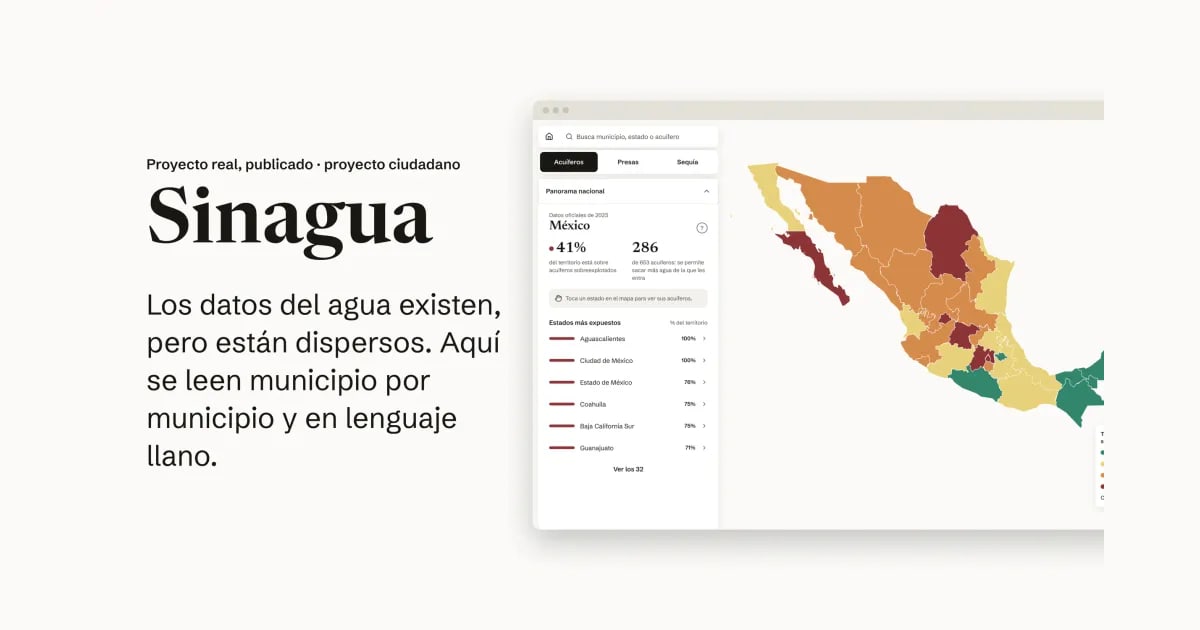 Proyecto real, publicado · proyecto ciudadano
Sinagua
Los datos del agua existen,
pero están dispersos. Aquí
se leen municipio por
municipio y en lenguaje
llano.
Busca municipio, estado o acuífero
Acuíferos Presas Sequía
Panorama nacional
Datos oficiales de 2023
México
?
41% 286
del territorio está sobre
acuíferos sobreexplotados
de 653 acuíferos: se permite
sacar más agua de la que les
entra
Toca un estado en el mapa para ver sus acuíferos.
Estados más expuestos % del territorio
Aguascalientes 100%
Ciudad de México 100%
Estado de México 76%
Coahuila 75%
Baja California Sur 75%
Guanajuato 71%
Ver los 32